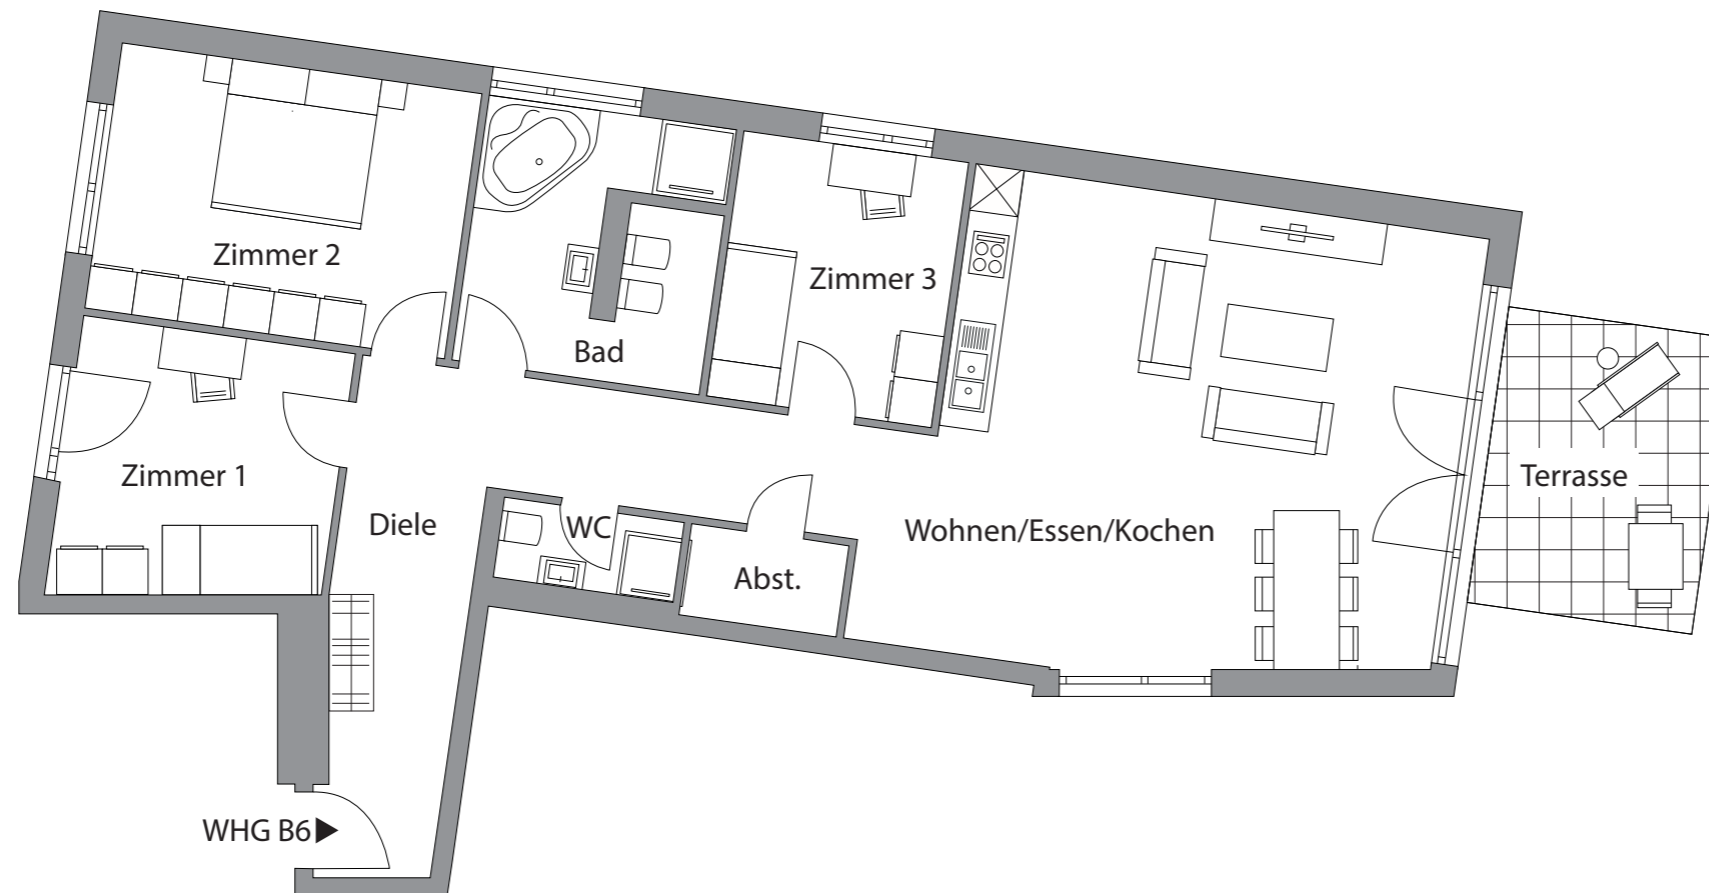 Zimmer 2
Zimmer 3
Bad
Zimmer 1
Terrasse
Diele
WC
Wohnen/Essen/Kochen
Abst.
WHG B6